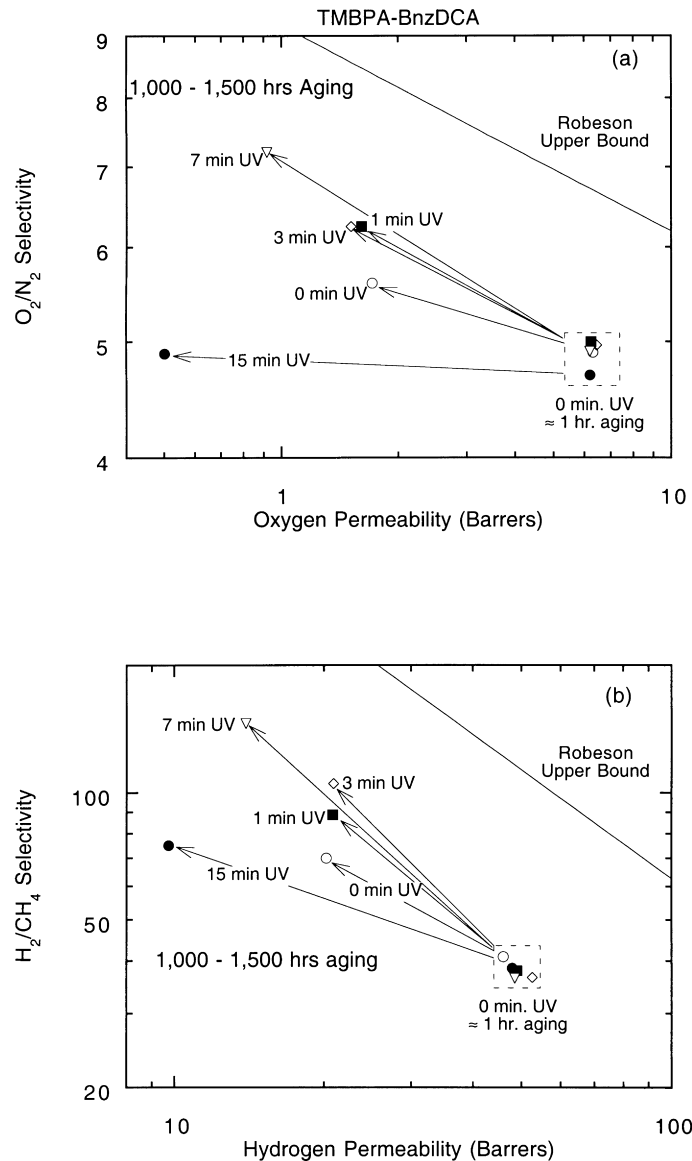 TMBPA-BnzDCA
9
(a)
1,000 - 1,500 hrs Aging
8
Robeson
Upper Bound
7
7 min UV
O2/N2 Selectivity
1 min UV
3 min UV
6
0 min UV
5
15 min UV
0 min. UV
≈ 1 hr. aging
4
1
10
Oxygen Permeability (Barrers)
(b)
7 min UV
Robeson
Upper Bound
3 min UV
100
1 min UV
H2/CH4 Selectivity
15 min UV
0 min UV
50
1,000 - 1,500 hrs aging
0 min. UV
≈ 1 hr. aging
20
10
100
Hydrogen Permeability (Barrers)